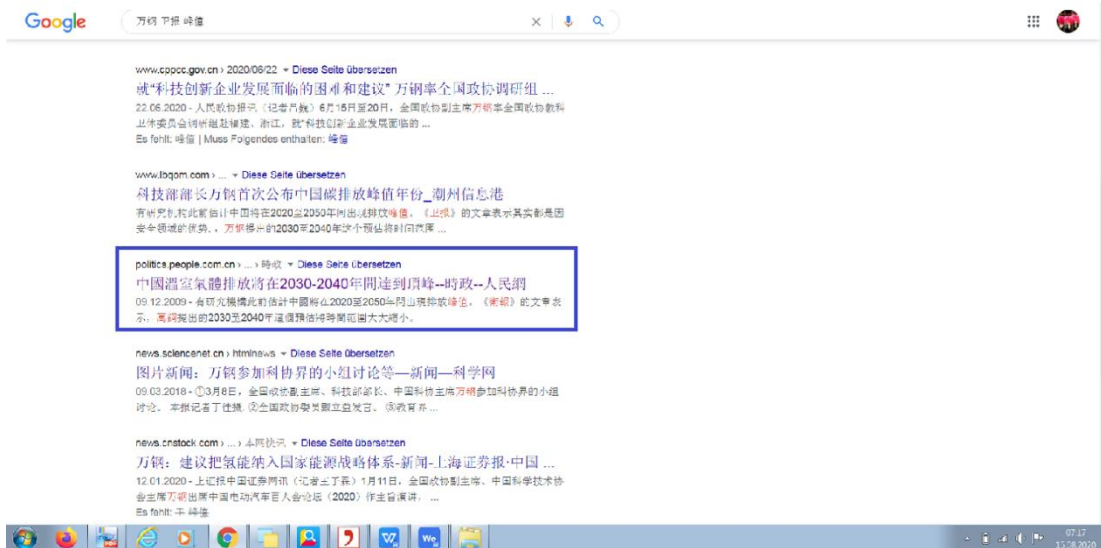 Google
万钢 卫报 峰值
www.cppcc.gov.cn › 2020/06/22 Diese Seite übersetzen
就“科技创新企业发展面临的困难和建议” 万钢率全国政协调研组 ...
22.06.2020 - 人民政协报讯（记者吕巍）6月15日至20日，全国政协副主席万钢率全国政协教科
卫体委员会调研组赴福建、浙江，就“科技创新企业发展面临的 ...
Es fehlt: 峰值 | Muss Folgendes enthalten: 峰值
www.lbqom.com › ... Diese Seite übersetzen
科技部部长万钢首次公布中国碳排放峰值年份_潮州信息港
有研究机构此前估计中国将在2020至2050年间出现排放峰值，《卫报》的文章表示其实都是因
安全领域的优势．，万钢提出的2030至2040年这个预估将时间范围 ...
politics.people.com.cn › ... › 時政 Diese Seite übersetzen
中國溫室氣體排放將在2030-2040年間達到頂峰--時政--人民網
09.12.2009 - 有研究機構此前估計中國將在2020至2050年間出現排放峰值，《衛報》的文章表
示，萬鋼提出的2030至2040年這個預估將時間范圍大大縮小。
news.sciencenet.cn › htmlnews Diese Seite übersetzen
图片新闻：万钢参加科协界的小组讨论等—新闻—科学网
09.03.2018 - ①3月8日，全国政协副主席、科技部部长、中国科协主席万钢参加科协界的小组
讨论。 本报记者丁佳摄 ②全国政协委员 发言。 ③教育界 ...
news.cnstock.com › ... › 本网快讯 Diese Seite übersetzen
万钢：建议把氢能纳入国家能源战略体系-新闻-上海证券报·中国 ...
12.01.2020 - 上证报中国证券网讯（记者王子霖）1月11日，全国政协副主席、中国科学技术协
会主席万钢出席中国电动汽车百人会论坛（2020）作主旨演讲， ...
Es fehlt: 卫 峰值
07:17
15.08.2020